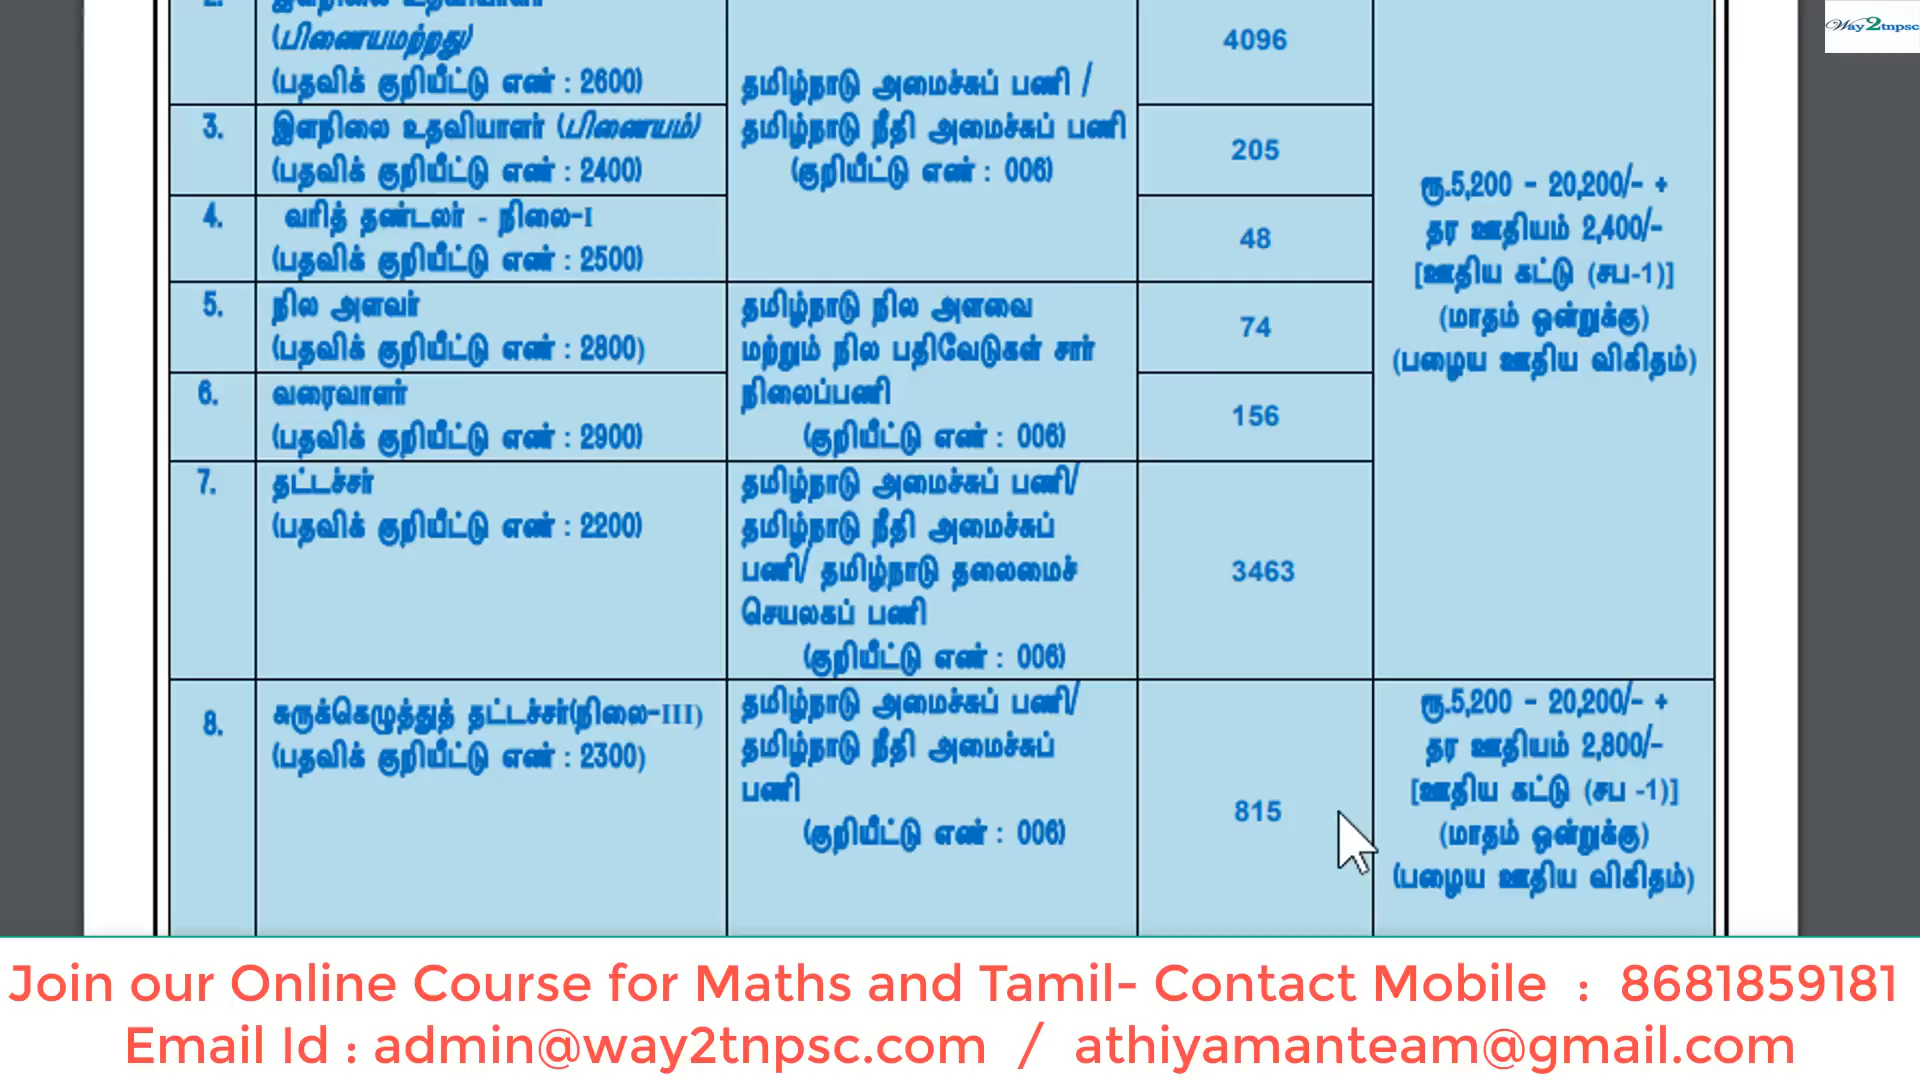 2. இளநிலை உதவியாளர்
(பிணையமற்றது)
(பதவிக் குறியீட்டு எண் : 2600)
தமிழ்நாடு அமைச்சுப் பணி /
தமிழ்நாடு நீதி அமைச்சுப் பணி
(குறியீட்டு எண் : 006)
4096
3. இளநிலை உதவியாளர் (பிணையம்)
(பதவிக் குறியீட்டு எண் : 2400)
205
4. வரித் தண்டலர் - நிலை-I
(பதவிக் குறியீட்டு எண் : 2500)
48
ரூ.5,200 - 20,200/- +
தர ஊதியம் 2,400/-
[ஊதிய கட்டு (சப-1)]
(மாதம் ஒன்றுக்கு)
(பழைய ஊதிய விகிதம்)
5. நில அளவர்
(பதவிக் குறியீட்டு எண் : 2800)
தமிழ்நாடு நில அளவை
மற்றும் நில பதிவேடுகள் சார்
நிலைப்பணி
(குறியீட்டு எண் : 006)
74
6. வரைவாளர்
(பதவிக் குறியீட்டு எண் : 2900)
156
7. தட்டச்சர்
(பதவிக் குறியீட்டு எண் : 2200)
தமிழ்நாடு அமைச்சுப் பணி/
தமிழ்நாடு நீதி அமைச்சுப்
பணி/ தமிழ்நாடு தலைமைச்
செயலகப் பணி
(குறியீட்டு எண் : 006)
3463
8. சுருக்கெழுத்துத் தட்டச்சர்(நிலை-III)
(பதவிக் குறியீட்டு எண் : 2300)
தமிழ்நாடு அமைச்சுப் பணி/
தமிழ்நாடு நீதி அமைச்சுப்
பணி
(குறியீட்டு எண் : 006)
815
ரூ.5,200 - 20,200/- +
தர ஊதியம் 2,800/-
[ஊதிய கட்டு (சப -1)]
(மாதம் ஒன்றுக்கு)
(பழைய ஊதிய விகிதம்)
Way2tnpsc
Join our Online Course for Maths and Tamil- Contact Mobile : 8681859181
Email Id : admin@way2tnpsc.com / athiyamanteam@gmail.com